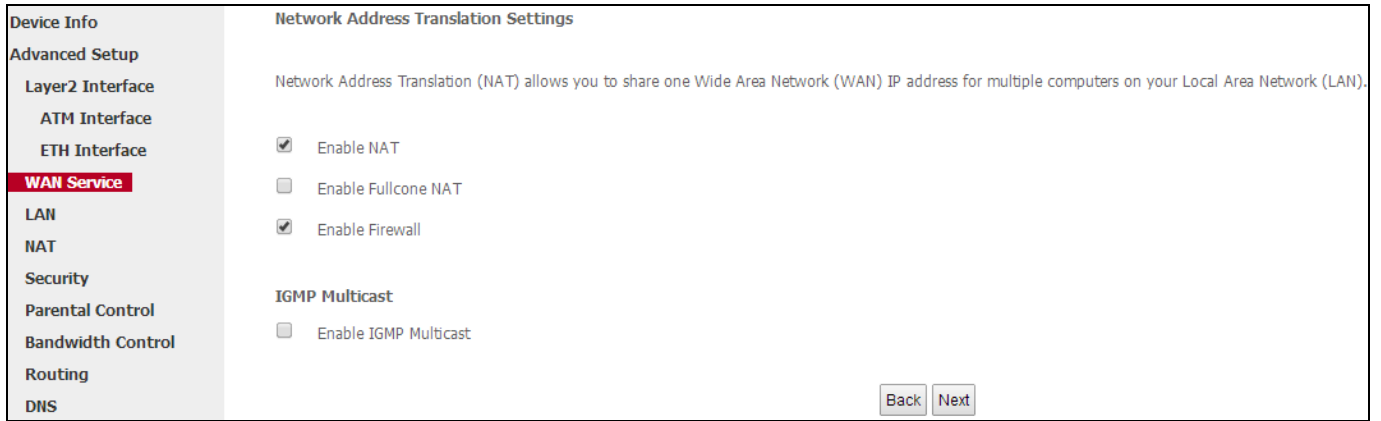 Device Info
Advanced Setup
Layer2 Interface
ATM Interface
ETH Interface
WAN Service
LAN
NAT
Security
Parental Control
Bandwidth Control
Routing
DNS
Network Address Translation Settings
Network Address Translation (NAT) allows you to share one Wide Area Network (WAN) IP address for multiple computers on your Local Area Network (LAN).
Enable NAT
Enable Fullcone NAT
Enable Firewall
IGMP Multicast
Enable IGMP Multicast
Back Next